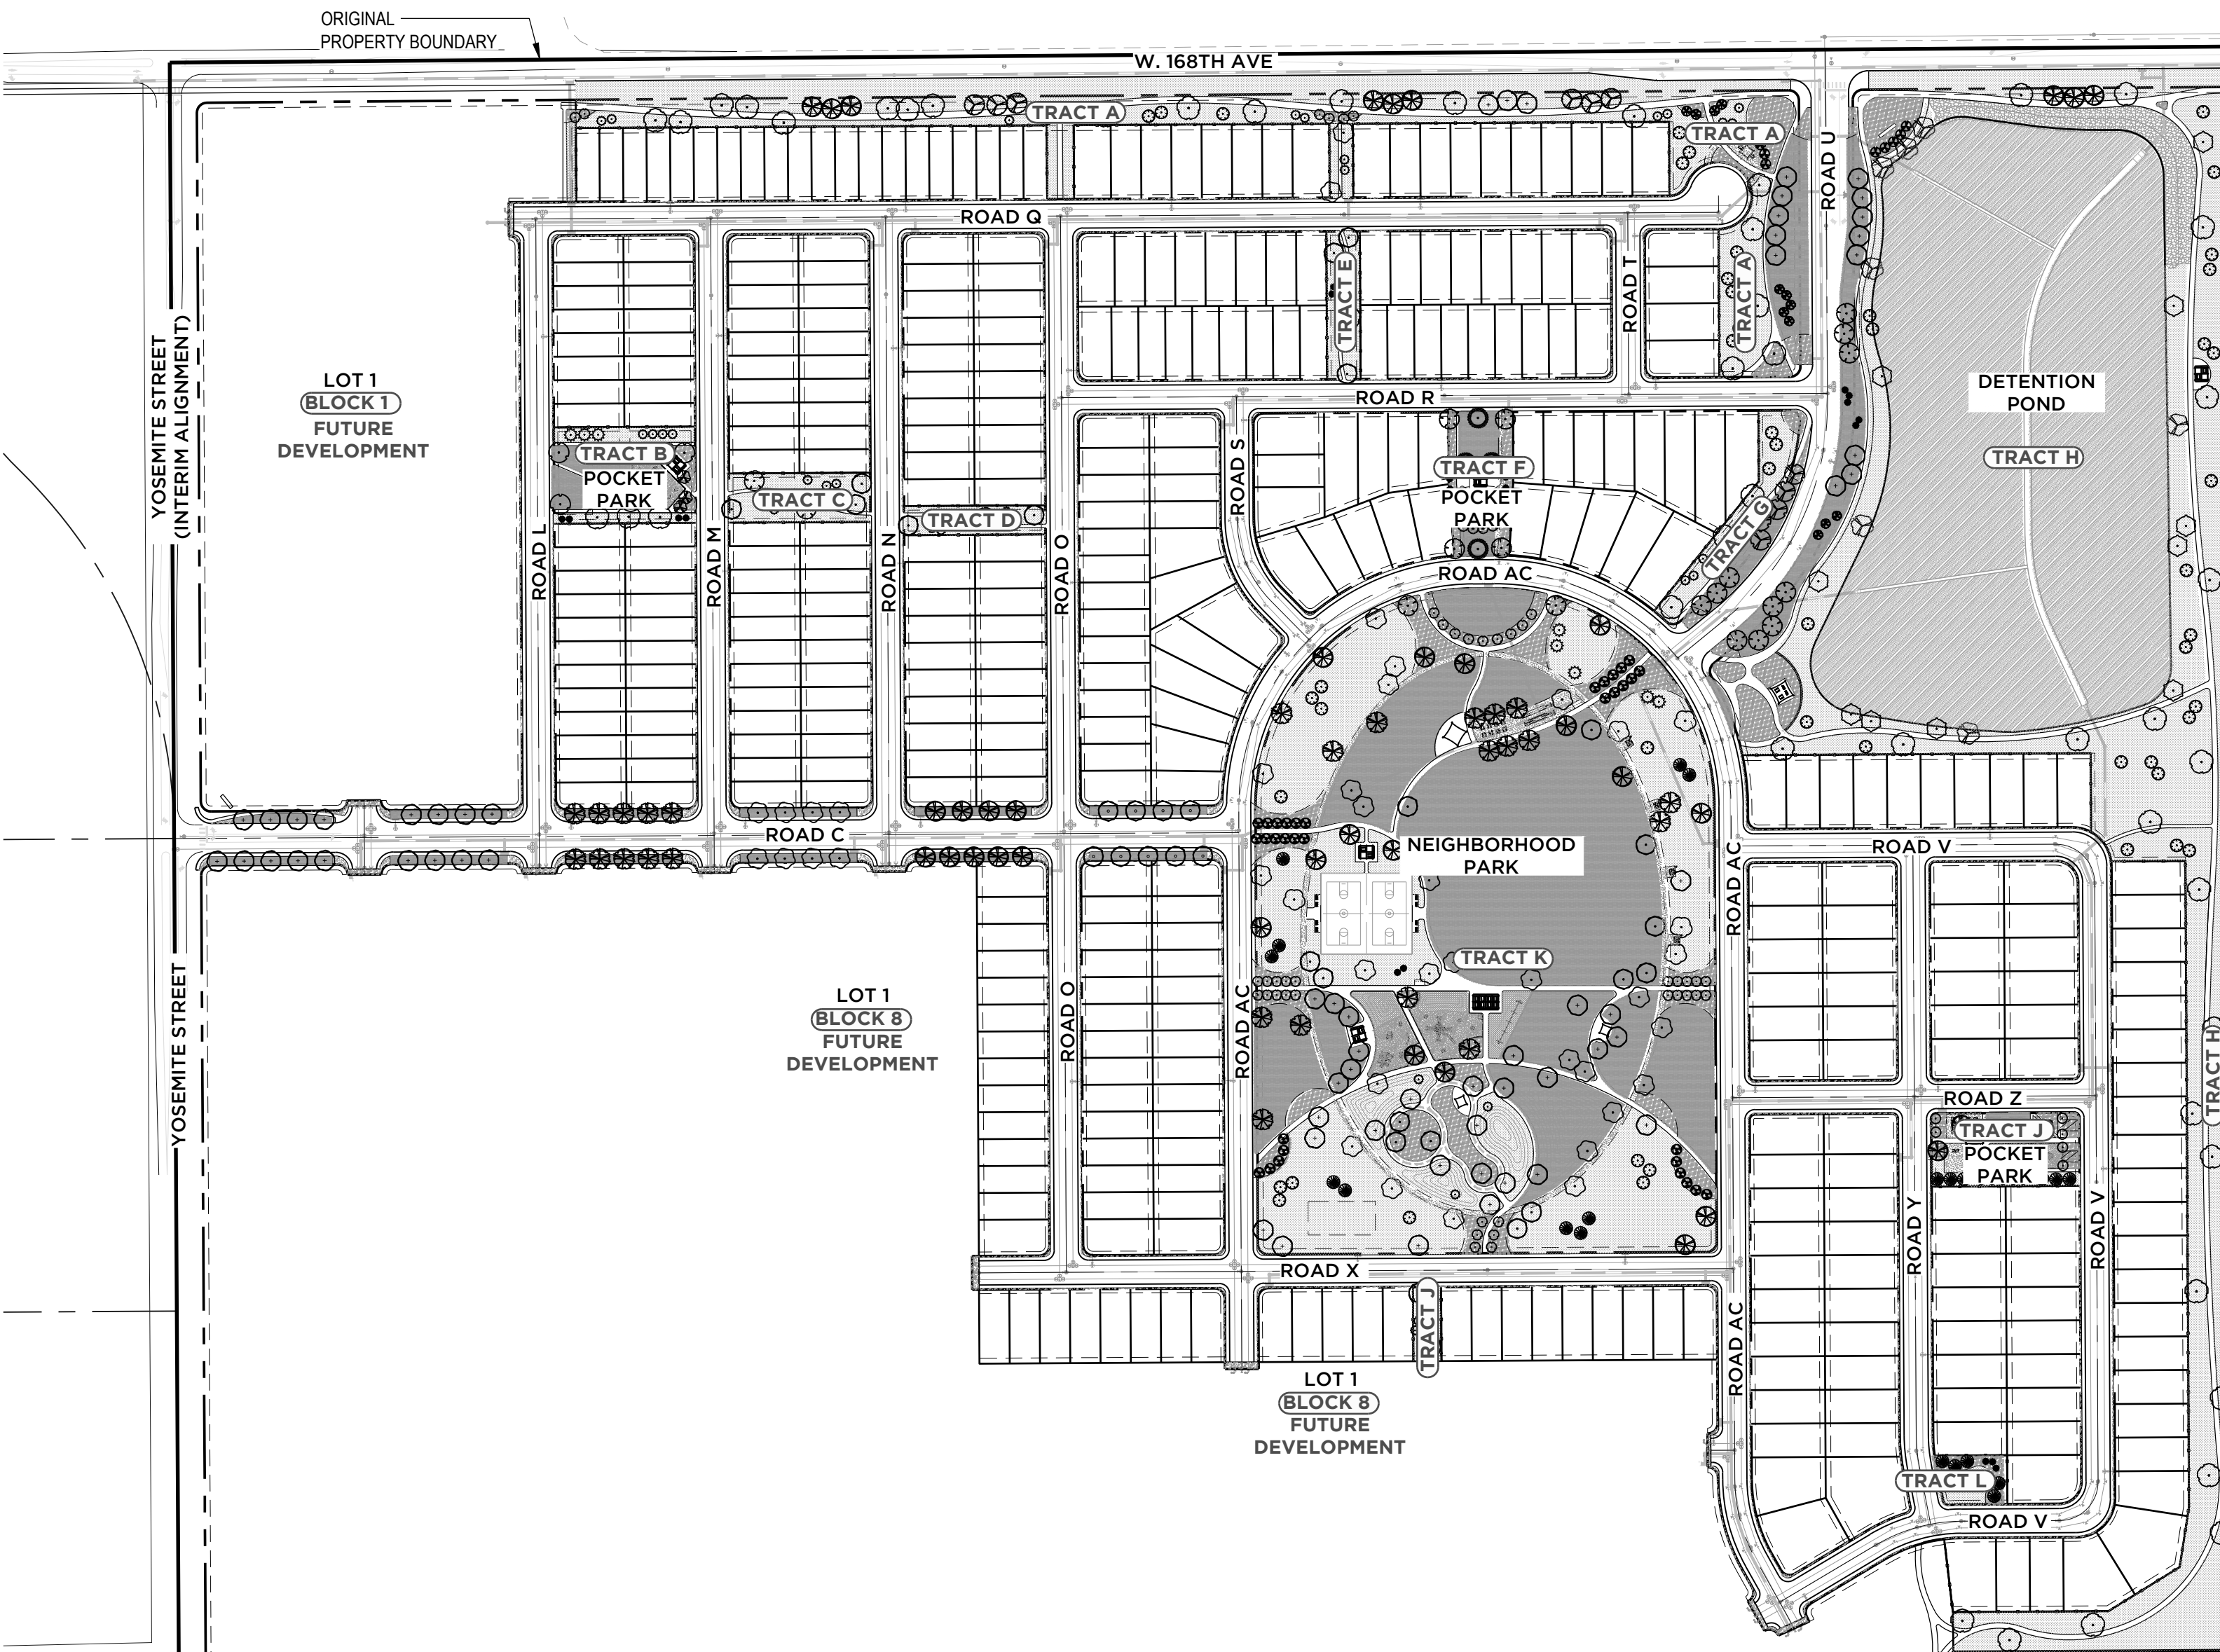 ORIGINAL
PROPERTY BOUNDARY
W. 168TH AVE
TRACT A
TRACT A
ROAD U
ROAD Q
TRACT E
ROAD T
TRACT A
YOSEMITE STREET
(INTERIM ALIGNMENT)
LOT 1
BLOCK 1
FUTURE
DEVELOPMENT
DETENTION
POND
TRACT H
ROAD R
ROAD S
TRACT B
POCKET
PARK
TRACT C
TRACT D
TRACT F
POCKET
PARK
TRACT G
ROAD L
ROAD M
ROAD N
ROAD O
ROAD AC
ROAD C
NEIGHBORHOOD
PARK
ROAD AC
ROAD V
TRACT K
YOSEMITE STREET
LOT 1
BLOCK 8
FUTURE
DEVELOPMENT
ROAD O
ROAD AC
TRACT H
ROAD Z
TRACT J
POCKET
PARK
ROAD Y
ROAD V
ROAD X
TRACT J
ROAD AC
LOT 1
BLOCK 8
FUTURE
DEVELOPMENT
TRACT L
ROAD V